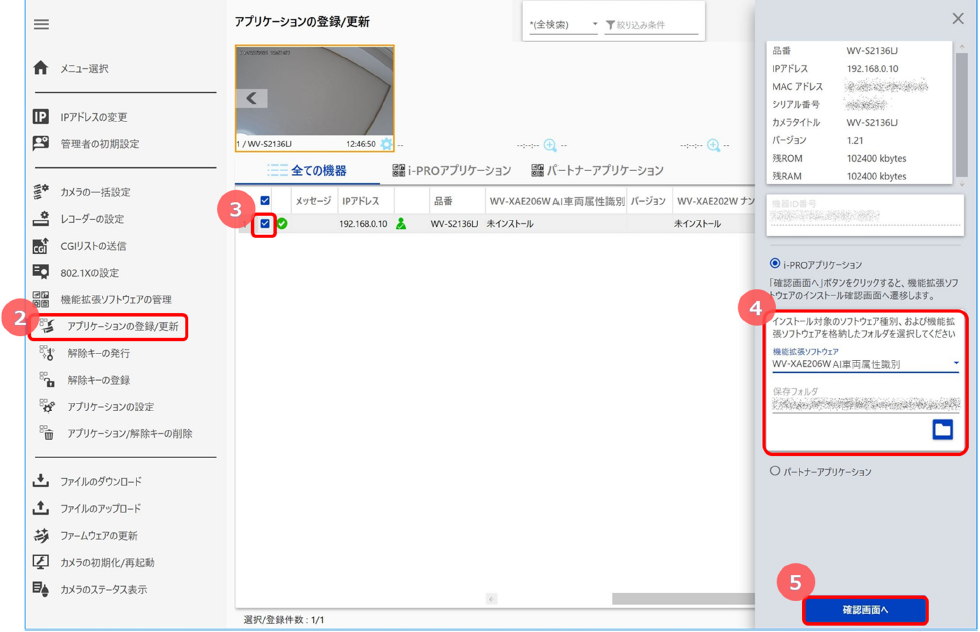 アプリケーションの登録/更新
*(全検索)
絞り込み条件
メニュー選択
IP IPアドレスの変更
管理者の初期設定
カメラの一括設定
レコーダーの設定
CGI CGIリストの送信
802.1Xの設定
機能拡張ソフトウェアの管理
2
アプリケーションの登録/更新
解除キーの発行
解除キーの登録
アプリケーションの設定
アプリケーション/解除キーの削除
ファイルのダウンロード
ファイルのアップロード
ファームウェアの更新
カメラの初期化/再起動
カメラのステータス表示
1 / WV-S2136LJ 12:46:50 --
--:--:-- --
--:--:-- --
全ての機器 i-PROアプリケーション パートナーアプリケーション
3
メッセージ IPアドレス 品番 WV-XAE206W AI車両属性識別 バージョン WV-XAE202W ナン
192.168.0.10 WV-S2136LJ 未インストール 未インストール
選択/登録件数 : 1/1
品番 WV-S2136LJ
IPアドレス 192.168.0.10
MAC アドレス
シリアル番号
カメラタイトル WV-S2136LJ
バージョン 1.21
残ROM 102400 kbytes
残RAM 102400 kbytes
機器ID番号
i-PROアプリケーション
「確認画面へ」ボタンをクリックすると、機能拡張ソフ
トウェアのインストール確認画面へ遷移します。
4
インストール対象のソフトウェア種別、および機能拡
張ソフトウェアを格納したフォルダを選択してください
機能拡張ソフトウェア
WV-XAE206W AI車両属性識別
保存フォルダ
パートナーアプリケーション
5
確認画面へ